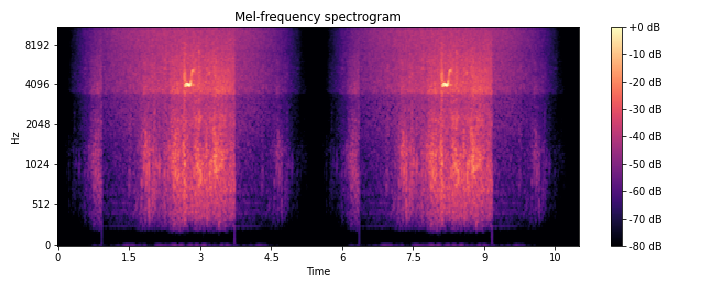 Mel-frequency spectrogram
Hz
8192
4096
2048
1024
512
0
0 1.5 3 4.5 6 7.5 9 10
Time
+0 dB
-10 dB
-20 dB
-30 dB
-40 dB
-50 dB
-60 dB
-70 dB
-80 dB